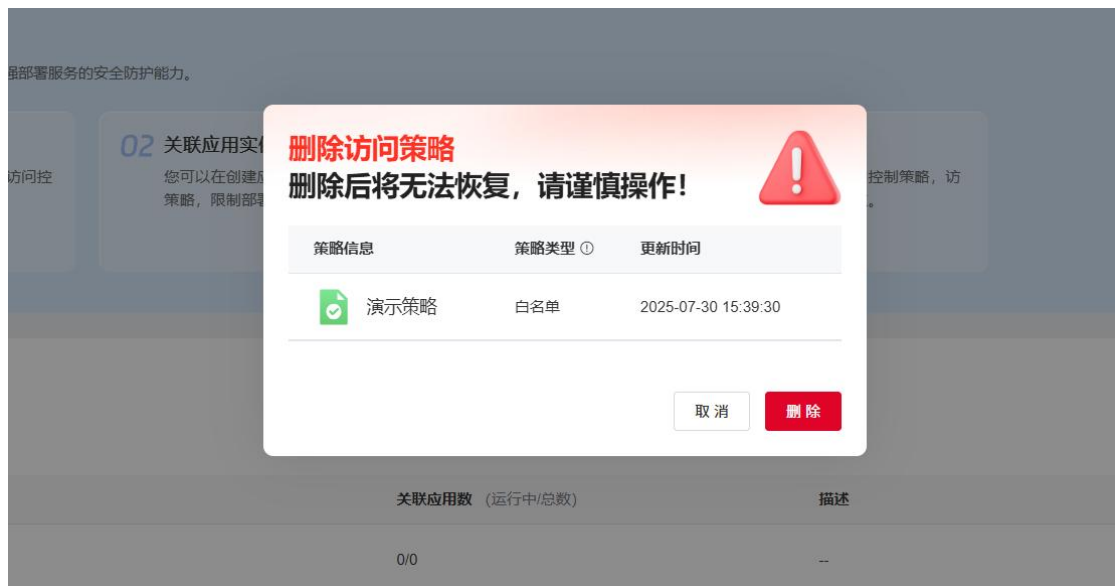 强部署服务的安全防护能力。
访问控
02 关联应用实例
您可以在创建应
策略，限制部署
控制策略，访
。
删除访问策略
删除后将无法恢复，请谨慎操作！
策略信息 策略类型 更新时间
演示策略 白名单 2025-07-30 15:39:30
取 消 删 除
关联应用数 (运行中/总数) 描述
0/0 --